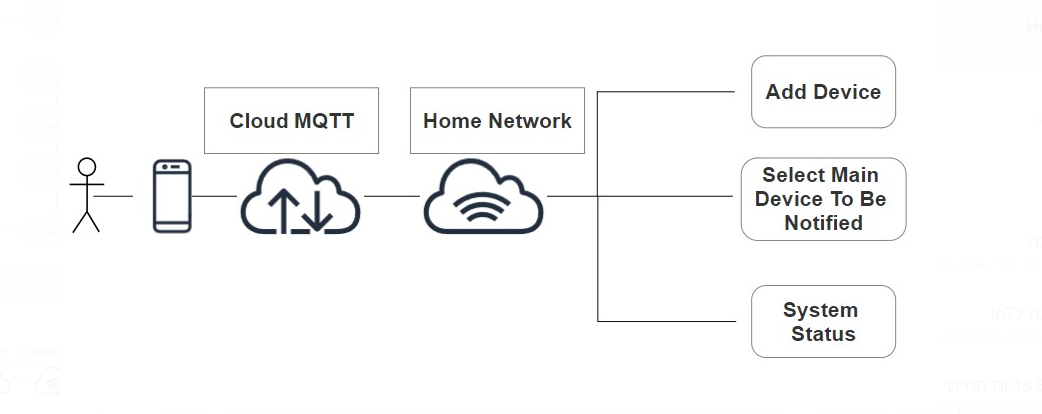 Cloud MQTT
Home Network
Add Device
Select Main
Device To Be
Notified
System
Status